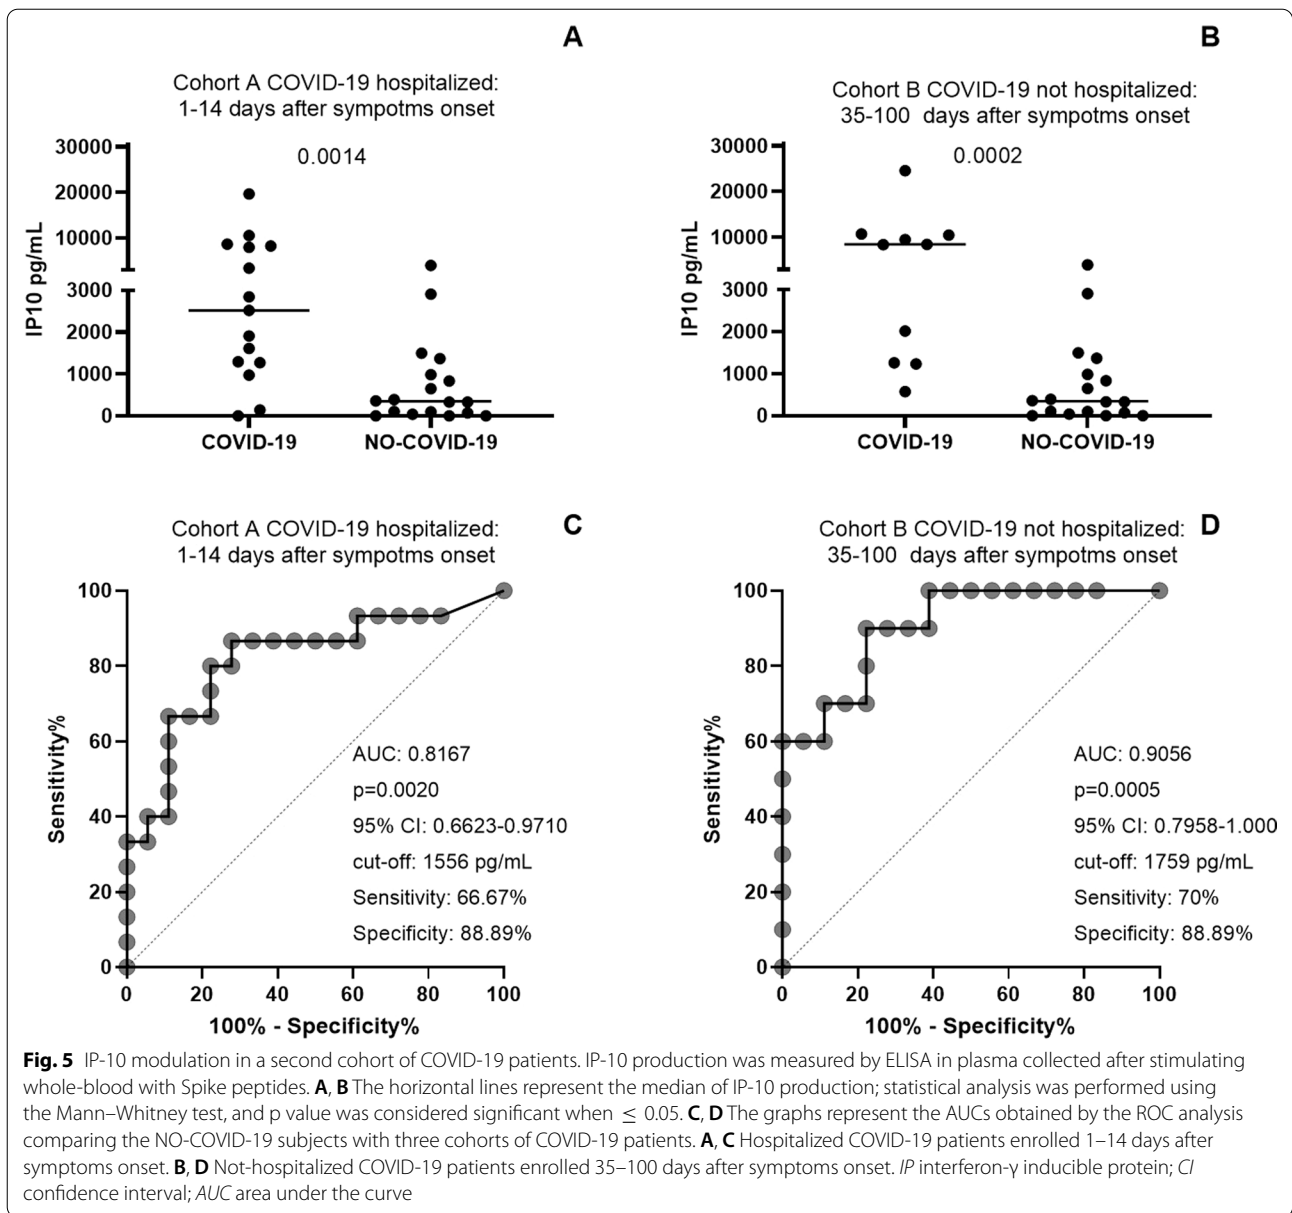 A
Cohort A COVID-19 hospitalized:
1-14 days after sympotms onset
30000
20000
10000
3000
2000
1000
0
IP10 pg/mL
0.0014
COVID-19
NO-COVID-19
B
Cohort B COVID-19 not hospitalized:
35-100 days after sympotms onset
30000
20000
10000
3000
2000
1000
0
IP10 pg/mL
0.0002
COVID-19
NO-COVID-19
C
Cohort A COVID-19 hospitalized:
1-14 days after sympotms onset
100
80
60
40
20
0
Sensitivity%
AUC: 0.8167
p=0.0020
95% CI: 0.6623-0.9710
cut-off: 1556 pg/mL
Sensitivity: 66.67%
Specificity: 88.89%
0 20 40 60 80 100
100% - Specificity%
D
Cohort B COVID-19 not hospitalized:
35-100 days after sympotms onset
100
80
60
40
20
0
Sensitivity%
AUC: 0.9056
p=0.0005
95% CI: 0.7958-1.000
cut-off: 1759 pg/mL
Sensitivity: 70%
Specificity: 88.89%
0 20 40 60 80 100
100% - Specificity%
Fig. 5 IP-10 modulation in a second cohort of COVID-19 patients. IP-10 production was measured by ELISA in plasma collected after stimulating
whole-blood with Spike peptides. A, B The horizontal lines represent the median of IP-10 production; statistical analysis was performed using
the Mann–Whitney test, and p value was considered significant when ≤ 0.05. C, D The graphs represent the AUCs obtained by the ROC analysis
comparing the NO-COVID-19 subjects with three cohorts of COVID-19 patients. A, C Hospitalized COVID-19 patients enrolled 1–14 days after
symptoms onset. B, D Not-hospitalized COVID-19 patients enrolled 35–100 days after symptoms onset. IP interferon-γ inducible protein; CI
confidence interval; AUC area under the curve